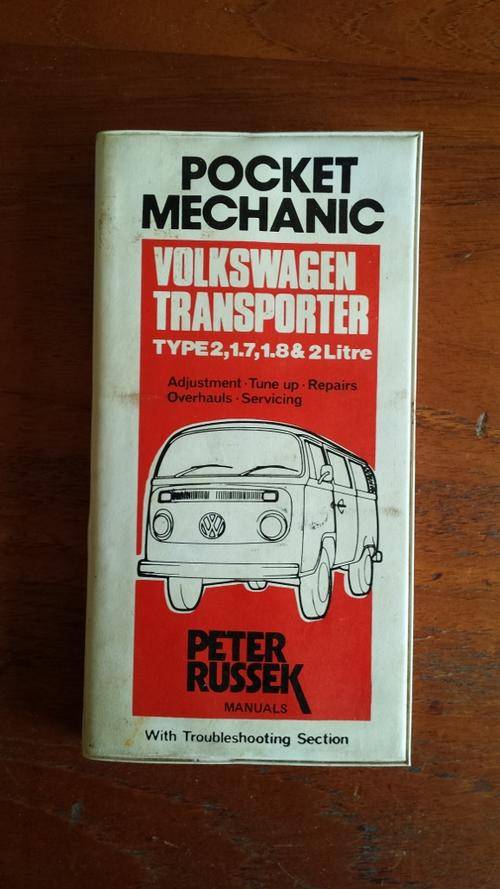 POCKET
MECHANIC
VOLKSWAGEN
TRANSPORTER
TYPE 2, 1.7, 1.8 & 2 Litre
Adjustment · Tune up · Repairs
Overhauls · Servicing
PETER
RUSSEK
MANUALS
With Troubleshooting Section